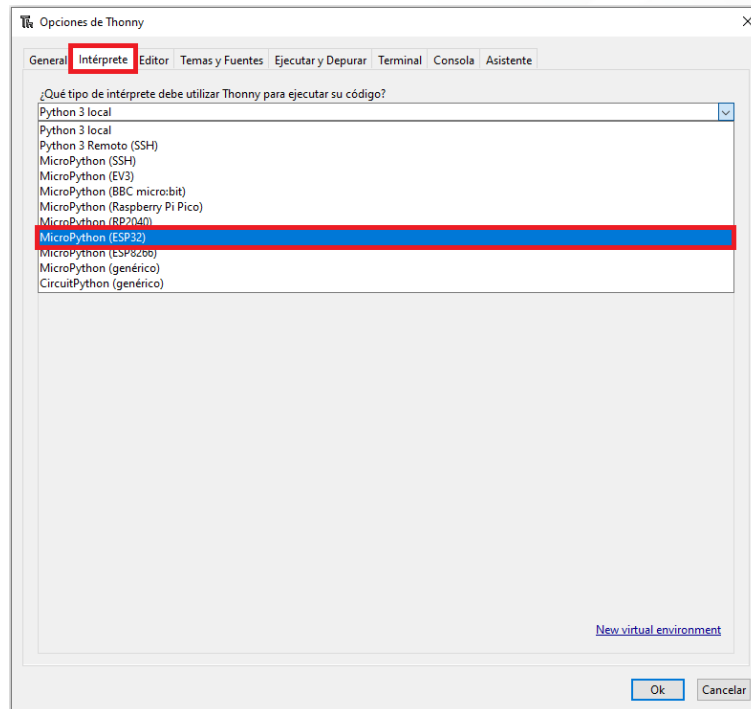 Opciones de Thonny
General Intérprete Editor Temas y Fuentes Ejecutar y Depurar Terminal Consola Asistente
¿Qué tipo de intérprete debe utilizar Thonny para ejecutar su código?
Python 3 local
Python 3 local
Python 3 Remoto (SSH)
MicroPython (SSH)
MicroPython (EV3)
MicroPython (BBC micro:bit)
MicroPython (Raspberry Pi Pico)
MicroPython (RP2040)
MicroPython (ESP32)
MicroPython (ESP8266)
MicroPython (genérico)
CircuitPython (genérico)
New virtual environment
Ok Cancelar